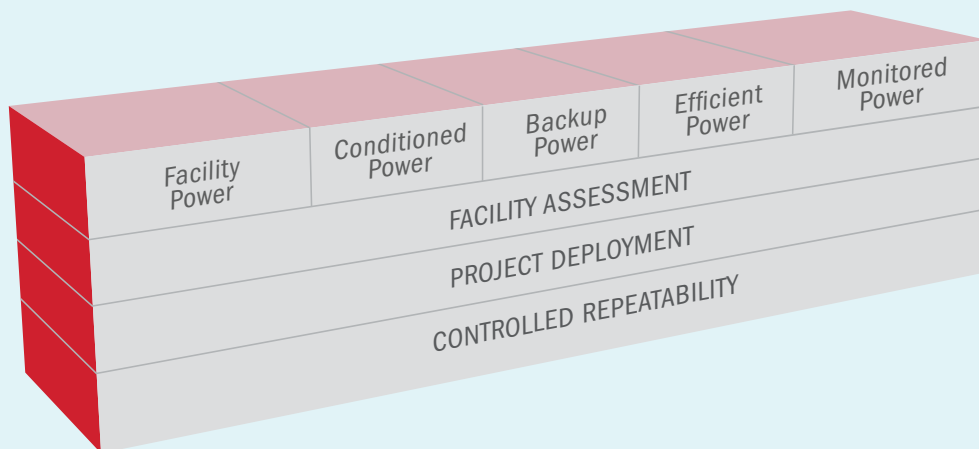 Facility
Power
Conditioned
Power
Backup
Power
Efficient
Power
Monitored
Power
FACILITY ASSESSMENT
PROJECT DEPLOYMENT
CONTROLLED REPEATABILITY